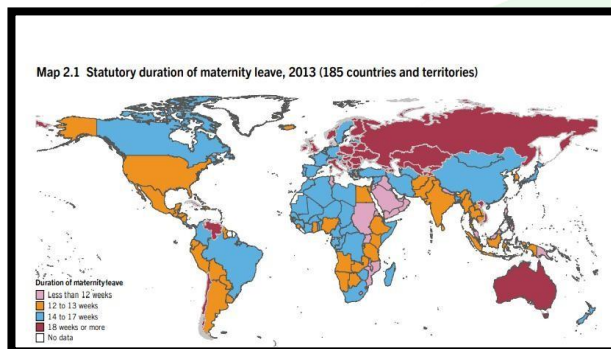 Map 2.1 Statutory duration of maternity leave, 2013 (185 countries and territories)
Duration of maternity leave
Less than 12 weeks
12 to 13 weeks
14 to 17 weeks
18 weeks or more
No data